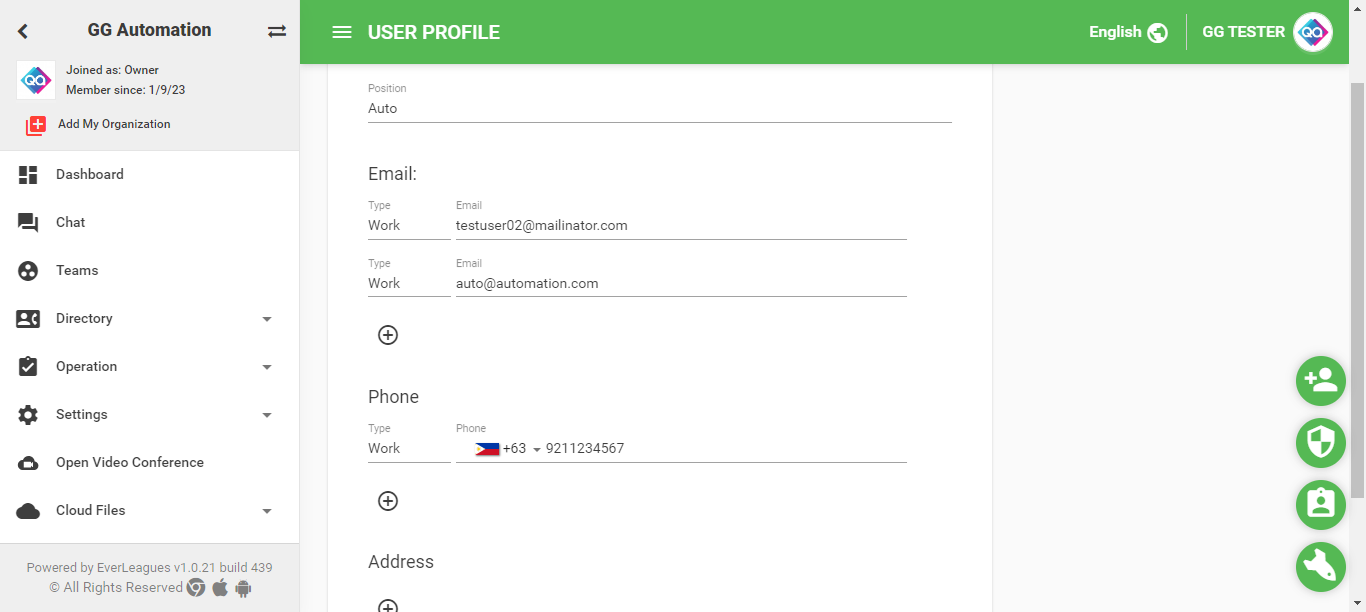 GG Automation
Joined as: Owner
Member since: 1/9/23
Add My Organization
Dashboard
Chat
Teams
Directory
Operation
Settings
Open Video Conference
Cloud Files
Powered by EverLeagues v1.0.21 build 439
© All Rights Reserved
USER PROFILE
English
GG TESTER
Position
Auto
Email:
Type Email
Work testuser02@mailinator.com
Type Email
Work auto@automation.com
Phone
Type Phone
Work +63 9211234567
Address